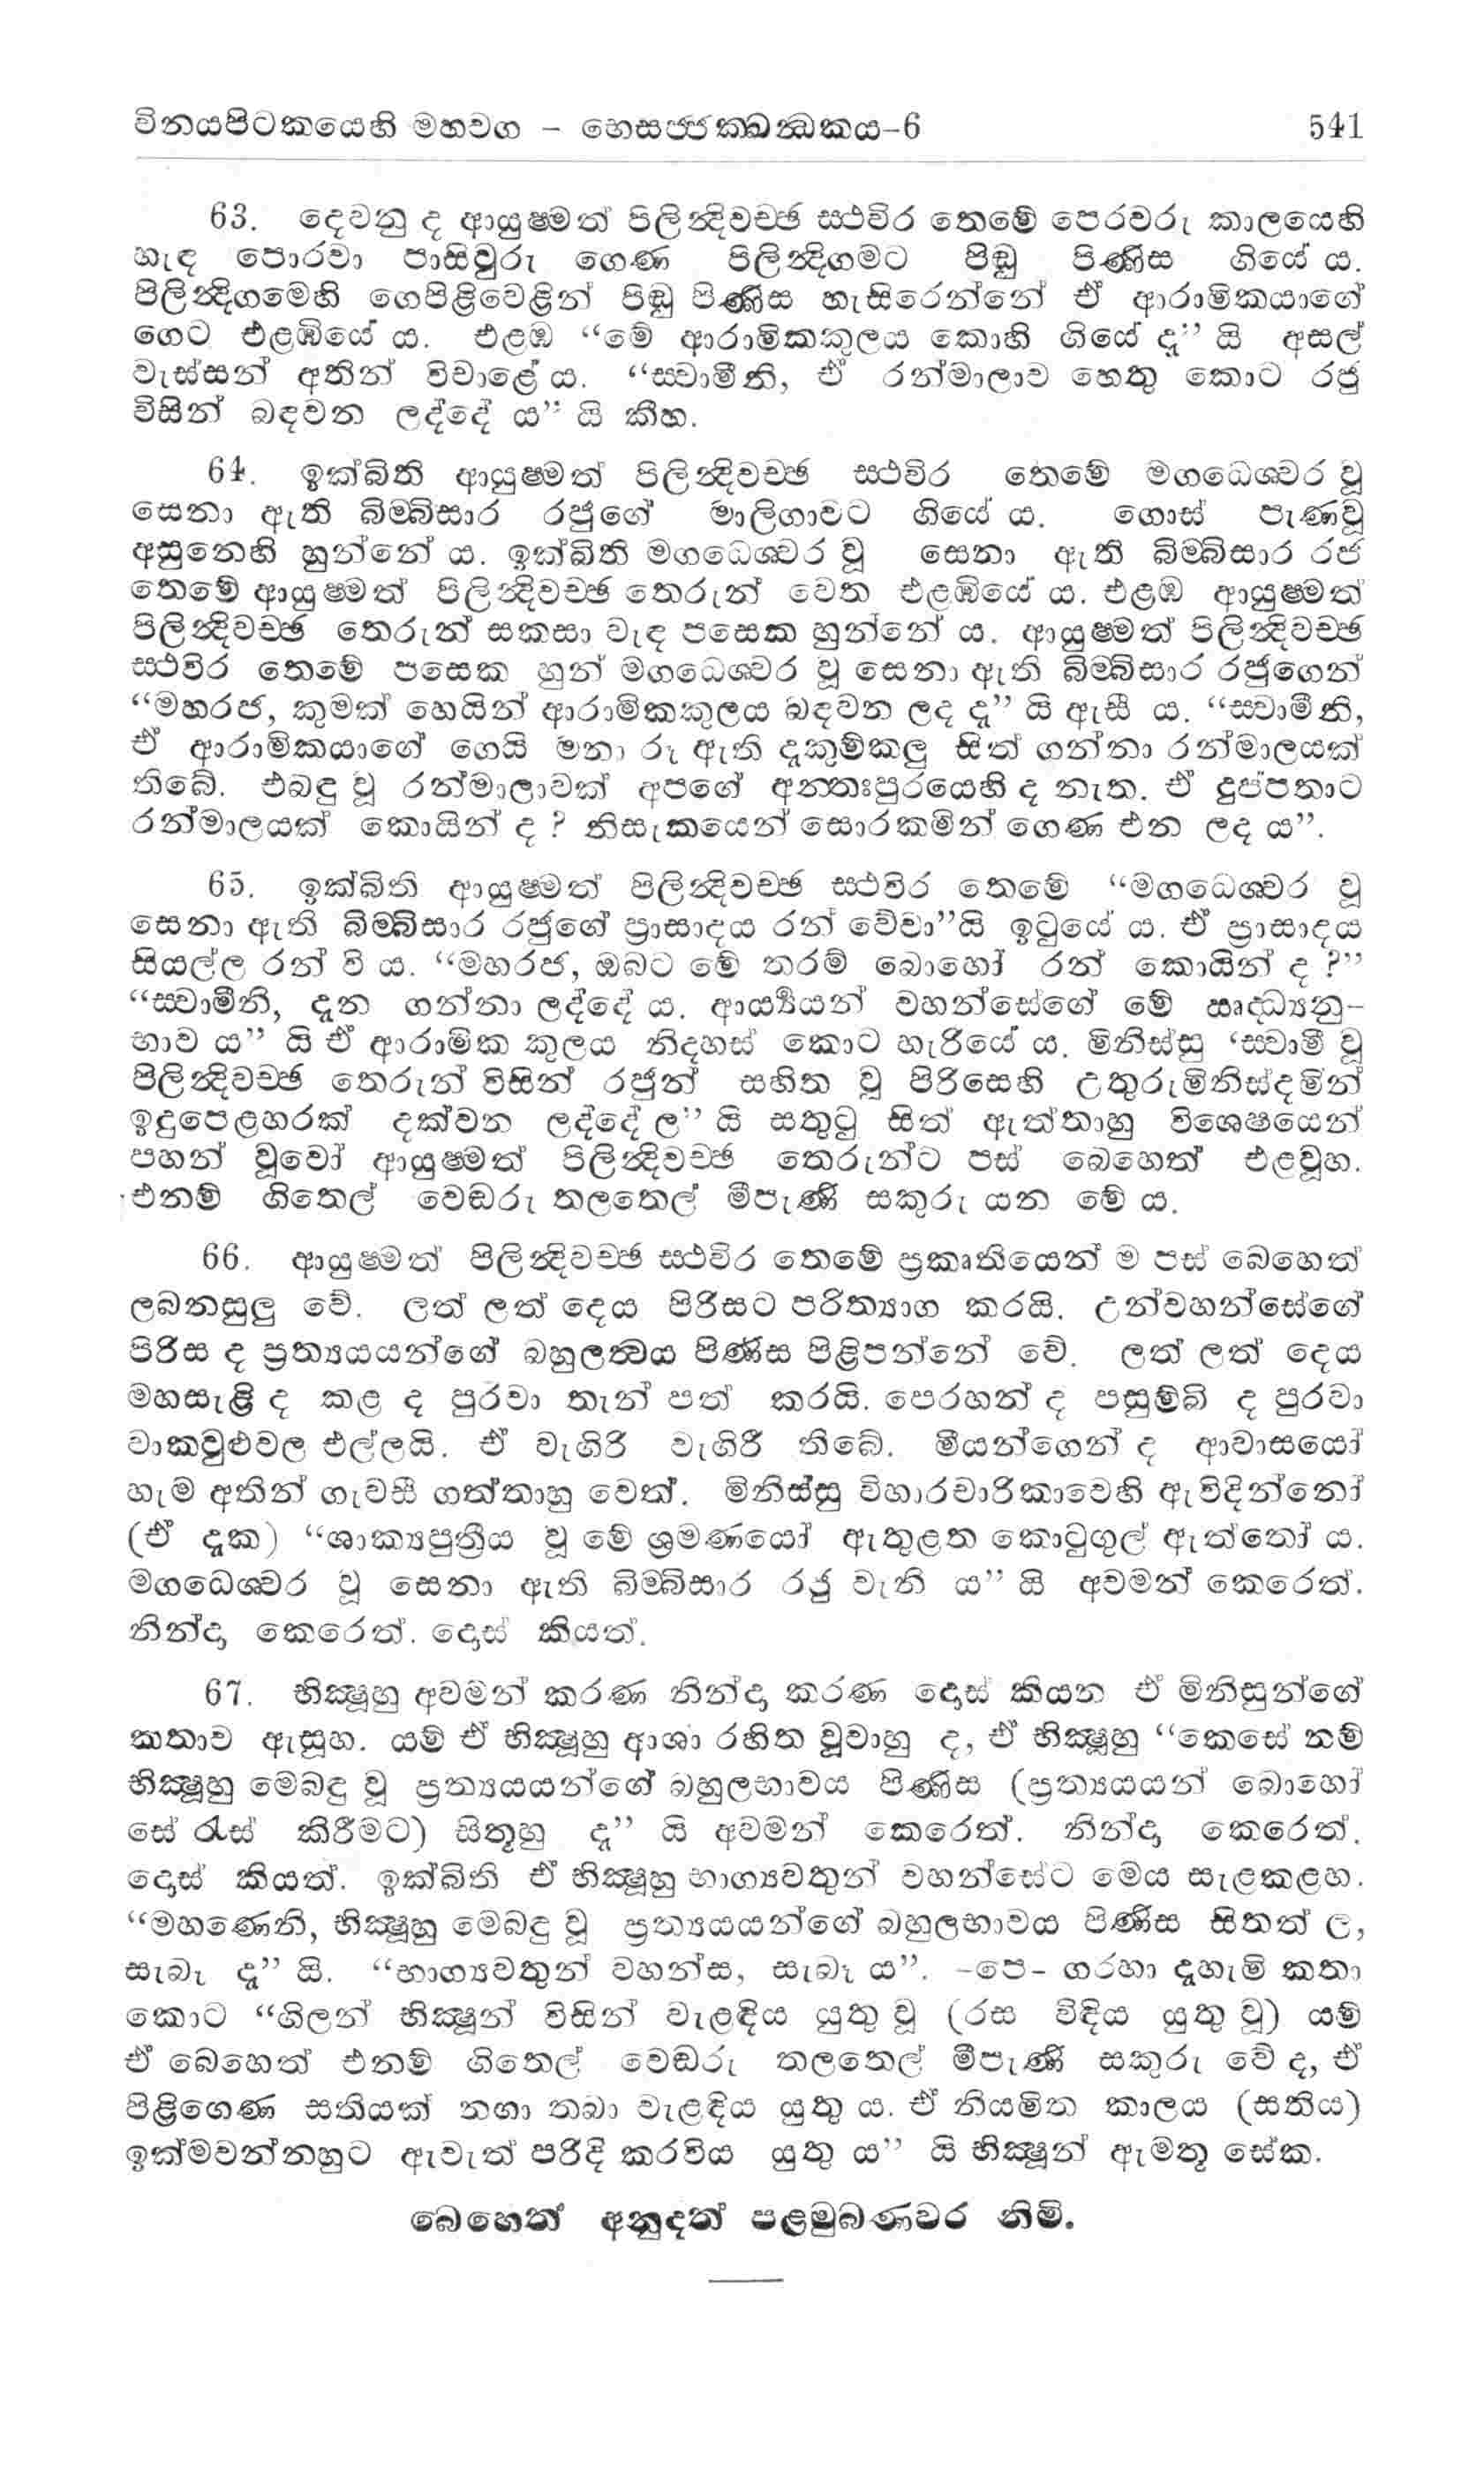 විනයපිටකයෙහි මහවග – භෙසජ්ජක්ඛන්ධකය-6 541
63. දෙවනු ද ආයුෂ්මත් පිලින්දිවච්ඡ ස්ථවිර තෙමේ පෙරවරු කාලයෙහි
හැඳ පොරවා පාසිවුරු ගෙණ පිලින්දිගමට පිඬු පිණිස ගියේ ය.
පිලින්දිගමෙහි ගෙපිළිවෙළින් පිඬු පිණිස හැසිරෙන්නේ ඒ ආරාමිකයාගේ
ගෙට එළඹියේ ය. එළඹ “මේ ආරාමිකකුලය කොහි ගියේ දැ” යි අසල්
වැස්සන් අතින් විචාළේ ය. “ස්වාමීනි, ඒ රන්මාලාව හෙතු කොට රජු
විසින් බඳවන ලද්දේ ය” යි කීහ.
64. ඉක්බිති ආයුෂ්මත් පිලින්දිවච්ඡ ස්ථවිර තෙමේ මගධෙශ්වර වූ
සෙනා ඇති බිම්බිසාර රජුගේ මාලිගාවට ගියේ ය. ගොස් පැණවූ
අසුනෙහි හුන්නේ ය. ඉක්බිති මගධෙශ්වර වූ සෙනා ඇති බිම්බිසාර රජ
තෙමේ ආයුෂ්මත් පිලින්දිවච්ඡ තෙරුන් වෙත එළඹියේ ය. එළඹ ආයුෂ්මත්
පිලින්දිවච්ඡ තෙරුන් සකසා වැඳ පසෙක හුන්නේ ය. ආයුෂ්මත් පිලින්දිවච්ඡ
ස්ථවිර තෙමේ පසෙක හුන් මගධෙශ්වර වූ සෙනා ඇති බිම්බිසාර රජුගෙන්
“මහරජ, කුමක් හෙයින් ආරාමිකකුලය බඳවන ලද දැ” යි ඇසී ය. “ස්වාමීනි,
ඒ ආරාමිකයාගේ ගෙයි මනා රූ ඇති දැකුම්කලු සිත් ගන්නා රන්මාලයක්
තිබේ. එබඳු වූ රන්මාලාවක් අපගේ අන්තඃපුරයෙහි ද නැත. ඒ දුප්පතාට
රන්මාලයක් කොයින් ද ? නිසැකයෙන් සොරකමින් ගෙණ එන ලද ය”.
65. ඉක්බිති ආයුෂ්මත් පිලින්දිවච්ඡ ස්ථවිර තෙමේ “මගධෙශ්වර වූ
සෙනා ඇති බිම්බිසාර රජුගේ ප්‍රාසාදය රන් වේවා”යි ඉටුයේ ය. ඒ ප්‍රාසාදය
සියල්ල රන් වි ය. “මහරජ, ඔබට මේ තරම් බොහෝ රන් කොයින් ද ?”
“ස්වාමීනි, දැන ගන්නා ලද්දේ ය. ආර්‍ය්‍යයන් වහන්සේගේ මේ ඍද්ධ්‍යනු-
භාව ය” යි ඒ ආරාමික කුලය නිදහස් කොට හැරියේ ය. මිනිස්සු ‘ස්වාමී වූ
පිලින්දිවච්ඡ තෙරුන් විසින් රජුන් සහිත වූ පිරිසෙහි උතුරුමිනිස්දමින්
ඉදුපෙළහරක් දක්වන ලද්දේ ල” යි සතුටු සිත් ඇත්තාහු විශෙෂයෙන්
පහන් වූවෝ ආයුෂ්මත් පිලින්දිවච්ඡ තෙරුන්ට පස් බෙහෙත් එළවූහ.
එනම් ගිතෙල් වෙඬරු තලතෙල් මීපැණි සකුරු යන මේ ය.
66. ආයුෂ්මත් පිලින්දිවච්ඡ ස්ථවිර තෙමේ ප්‍රකෘතියෙන් ම පස් බෙහෙත්
ලබනසුලු වේ. ලත් ලත් දෙය පිරිසට පරිත්‍යාග කරයි. උන්වහන්සේගේ
පිරිස ද ප්‍රත්‍යයයන්ගේ බහුලත්වය පිණිස පිළිපන්නේ වේ. ලත් ලත් දෙය
මහසැළි ද කළ ද පුරවා තැන් පත් කරයි. පෙරහන් ද පසුම්බි ද පුරවා
වාකවුළුවල එල්ලයි. ඒ වැගිරි වැගිරී තිබේ. මීයන්ගෙන් ද ආවාසයෝ
හැම අතින් ගැවසී ගත්තාහු වෙත්. මිනිස්සු විහාරචාරිකාවෙහි ඇවිදින්නෝ
(ඒ දැක) “ශාක්‍යපුත්‍රීය වූ මේ ශ්‍රමණයෝ ඇතුළත කොටුගුල් ඇත්තෝ ය.
මගධෙශ්වර වූ සෙනා ඇති බිම්බිසාර රජු වැනි ය” යි අවමන් කෙරෙත්.
නින්දා කෙරෙත්. දොස් කියත්.
67. භික්ෂූහු අවමන් කරණ නින්දා කරණ දොස් කියන ඒ මිනිසුන්ගේ
කතාව ඇසූහ. යම් ඒ භික්ෂූහු ආශා රහිත වූවාහු ද, ඒ භික්ෂූහු “කෙසේ නම්
භික්ෂූහු මෙබඳු වූ ප්‍රත්‍යයයන්ගේ බහුලභාවය පිණිස (ප්‍රත්‍යයයන් බොහෝ
සේ රැස් කිරීමට) සිතූහු දැ” යි අවමන් කෙරෙත්. නින්දා කෙරෙත්.
දොස් කියත්. ඉක්බිති ඒ භික්ෂූහු භාග්‍යවතුන් වහන්සේට මෙය සැළකළහ.
“මහණෙනි, භික්ෂූහු මෙබඳු වූ ප්‍රත්‍යයයන්ගේ බහුලභාවය පිණිස සිතත් ල,
සැබෑ දැ” යි. “භාග්‍යවතුන් වහන්ස, සැබෑ ය”. -පෙ- ගරහා දැහැමි කතා
කොට “ගිලන් භික්ෂූන් විසින් වැළඳිය යුතු වූ (රස විඳිය යුතු වූ) යම්
ඒ බෙහෙත් එනම් ගිතෙල් වෙඬරු තලතෙල් මීපැණි සකුරු වේ ද, ඒ
පිළිගෙණ සතියක් තහා තබා වැළඳිය යුතු ය. ඒ නියමිත කාලය (සතිය)
ඉක්මවන්නහුට ඇවැත් පරිදි කරවිය යුතු ය” යි භික්ෂූන් ඇමතූ සේක.
බෙහෙත් අනුදත් පළමුබණවර නිමි.